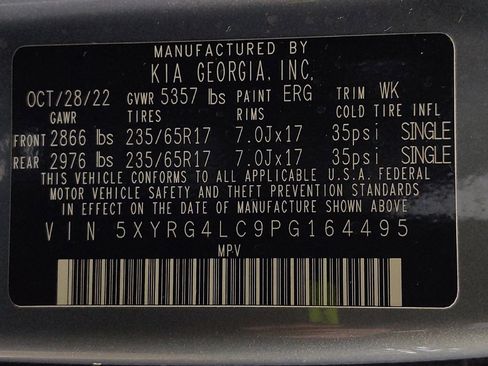 MANUFACTURED BY
KIA GEORGIA, INC.
OCT/28/22 GVWR 5357 lbs PAINT ERG TRIM WK
GAWR TIRES RIMS COLD TIRE INFL
FRONT 2866 lbs 235/65R17 7.0Jx17 35psi SINGLE
REAR 2976 lbs 235/65R17 7.0Jx17 35psi SINGLE
THIS VEHICLE CONFORMS TO ALL APPLICABLE U.S.A. FEDERAL
MOTOR VEHICLE SAFETY AND THEFT PREVENTION STANDARDS
IN EFFECT ON THE DATE OF MANUFACTURE SHOWN ABOVE
VIN 5XYRG4LC9PG164495
MPV